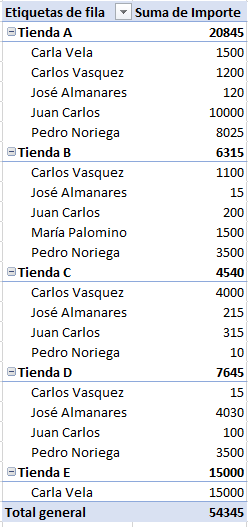 Etiquetas de fila Suma de Importe
Tienda A 20845
Carla Vela 1500
Carlos Vasquez 1200
José Almanares 120
Juan Carlos 10000
Pedro Noriega 8025
Tienda B 6315
Carlos Vasquez 1100
José Almanares 15
Juan Carlos 200
María Palomino 1500
Pedro Noriega 3500
Tienda C 4540
Carlos Vasquez 4000
José Almanares 215
Juan Carlos 315
Pedro Noriega 10
Tienda D 7645
Carlos Vasquez 15
José Almanares 4030
Juan Carlos 100
Pedro Noriega 3500
Tienda E 15000
Carla Vela 15000
Total general 54345